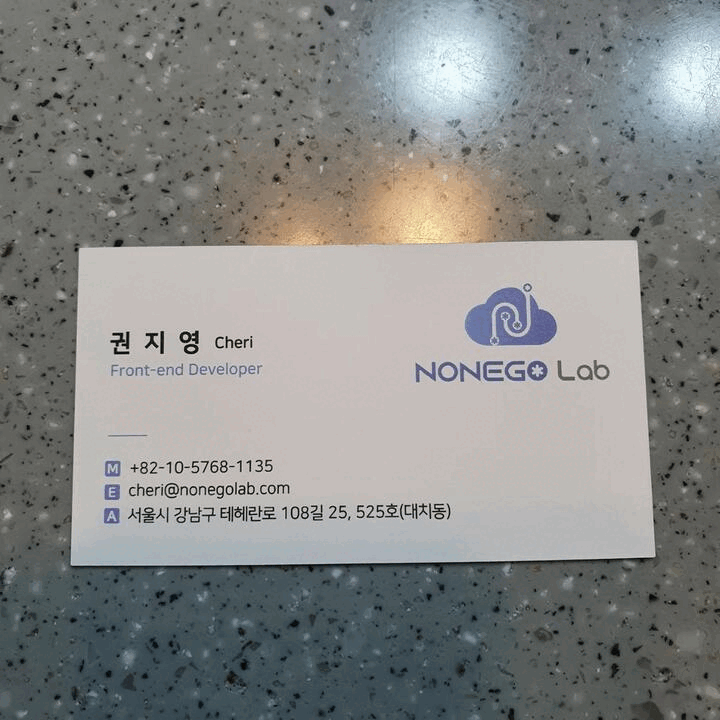 권 지 영 Cheri
Front-end Developer
NONEGO Lab
M +82-10-5768-1135
E cheri@nonegolab.com
A 서울시 강남구 테헤란로 108길 25, 525호(대치동)